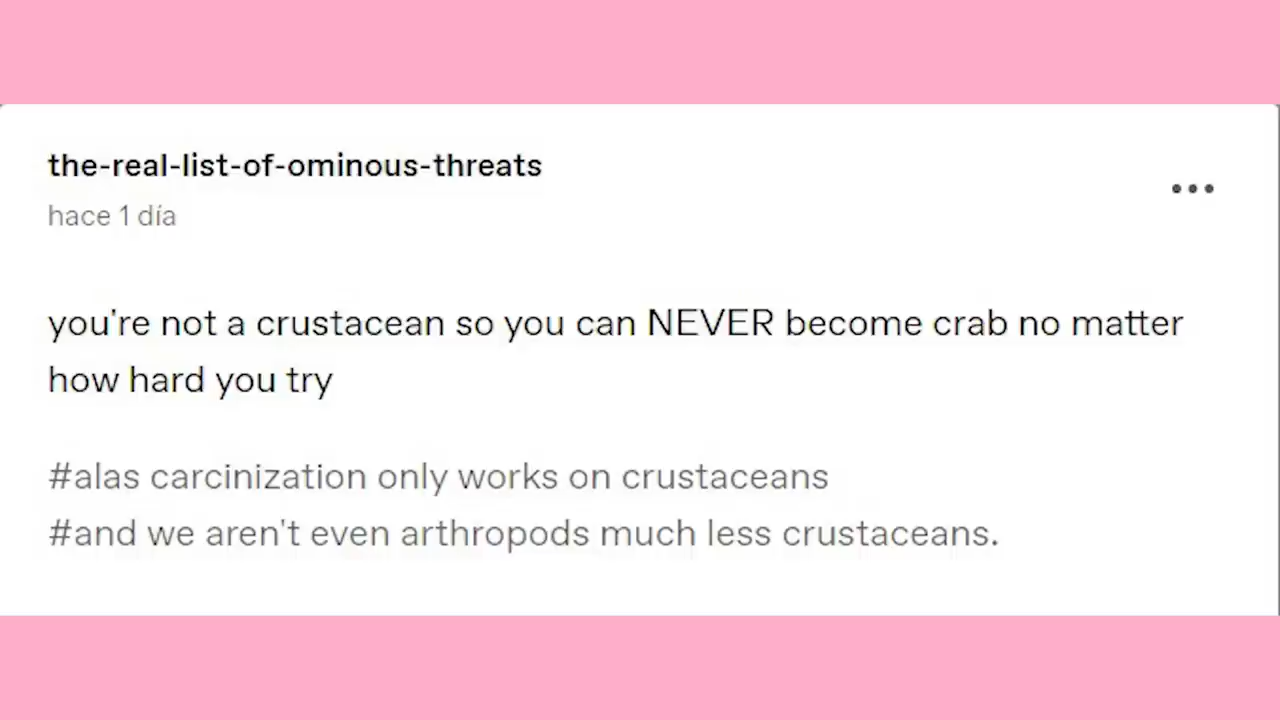 the-real-list-of-ominous-threats
hace 1 día
you're not a crustacean so you can NEVER become crab no matter
how hard you try
#alas carcinization only works on crustaceans
#and we aren't even arthropods much less crustaceans.